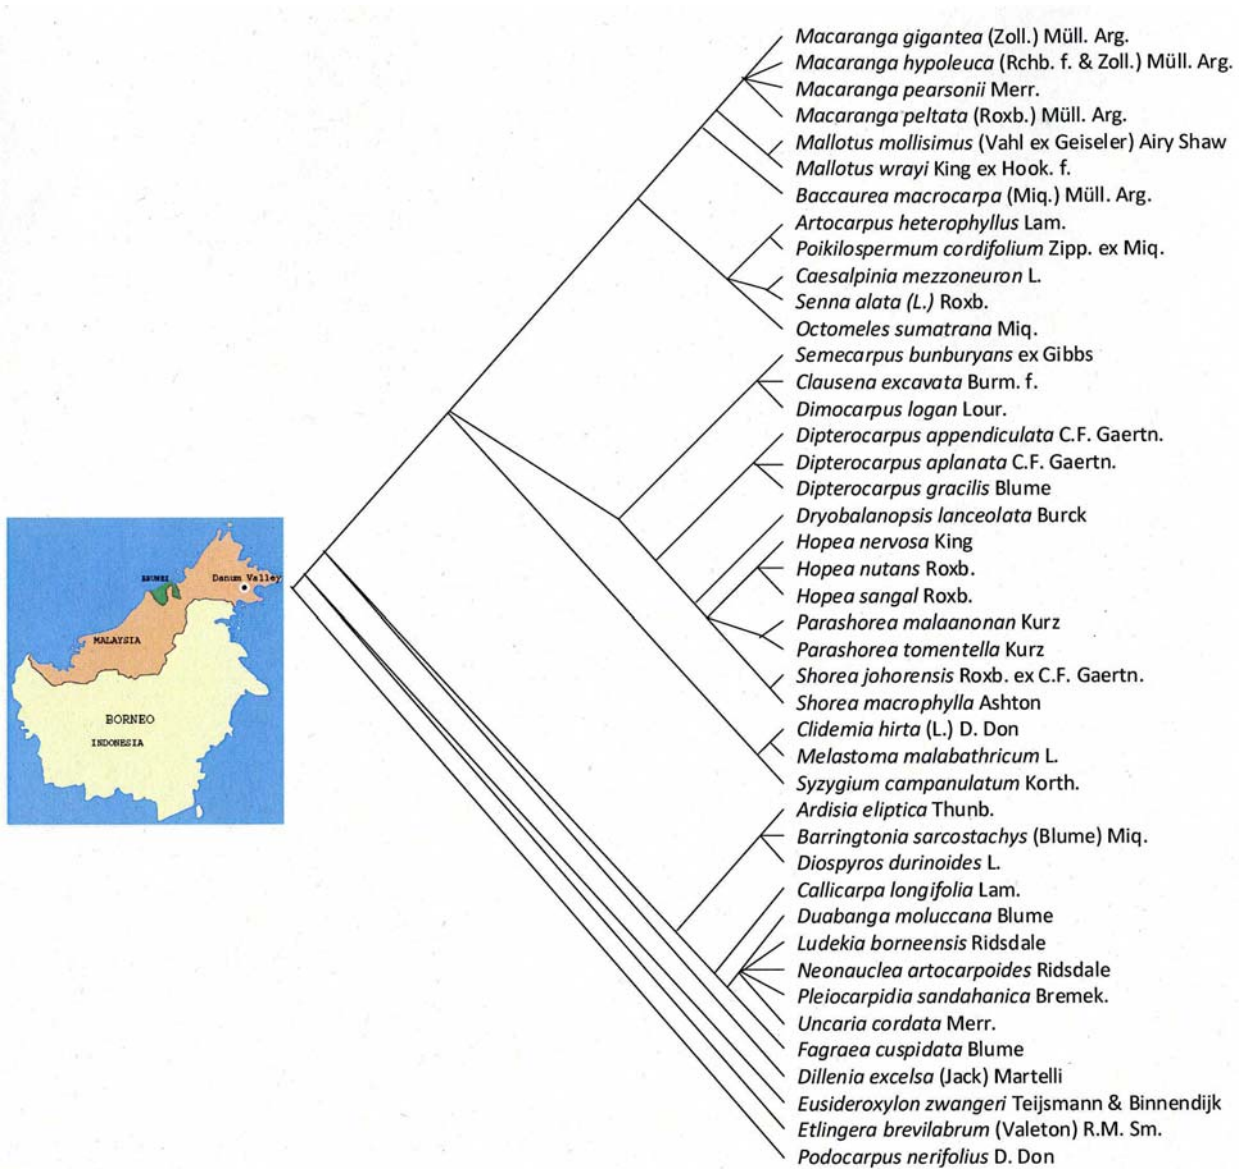 Macaranga gigantea (Zoll.) Müll. Arg.
Macaranga hypoleuca (Rchb. f. & Zoll.) Müll. Arg.
Macaranga pearsonii Merr.
Macaranga peltata (Roxb.) Müll. Arg.
Mallotus mollisimus (Vahl ex Geiseler) Airy Shaw
Mallotus wrayi King ex Hook. f.
Baccaurea macrocarpa (Miq.) Müll. Arg.
Artocarpus heterophyllus Lam.
Poikilospermum cordifolium Zipp. ex Miq.
Caesalpinia mezzoneuron L.
Senna alata (L.) Roxb.
Octomeles sumatrana Miq.
Semecarpus bunburyans ex Gibbs
Clausena excavata Burm. f.
Dimocarpus logan Lour.
Dipterocarpus appendiculata C.F. Gaertn.
Dipterocarpus aplanata C.F. Gaertn.
Dipterocarpus gracilis Blume
Dryobalanopsis lanceolata Burck
Hopea nervosa King
Hopea nutans Roxb.
Hopea sangal Roxb.
Parashorea malaanonan Kurz
Parashorea tomentella Kurz
Shorea johorensis Roxb. ex C.F. Gaertn.
Shorea macrophylla Ashton
Clidemia hirta (L.) D. Don
Melastoma malabathricum L.
Syzygium campanulatum Korth.
Ardisia eliptica Thunb.
Barringtonia sarcostachys (Blume) Miq.
Diospyros durinoides L.
Callicarpa longifolia Lam.
Duabanga moluccana Blume
Ludekia borneensis Ridsdale
Neonauclea artocarpoides Ridsdale
Pleiocarpidia sandahanica Bremek.
Uncaria cordata Merr.
Fagraea cuspidata Blume
Dillenia excelsa (Jack) Martelli
Eusideroxylon zwangeri Teijsmann & Binnendijk
Etlingera brevilabrum (Valeton) R.M. Sm.
Podocarpus nerifolius D. Don
BRUNEI
Danum Valley
MALAYSIA
BORNEO
INDONESIA